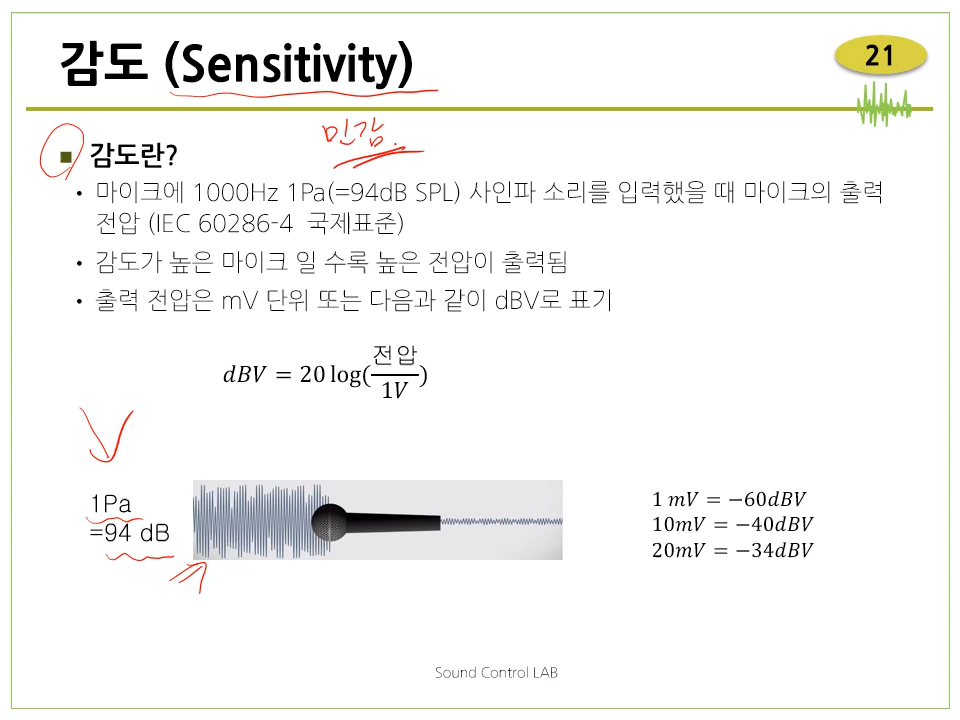 감도 (Sensitivity)
21
민감.
■ 감도란?
• 마이크에 1000Hz 1Pa(=94dB SPL) 사인파 소리를 입력했을 때 마이크의 출력
전압 (IEC 60286-4 국제표준)
• 감도가 높은 마이크 일 수록 높은 전압이 출력됨
• 출력 전압은 mV 단위 또는 다음과 같이 dBV로 표기
dBV = 20 log(전압/1V)
1Pa
=94 dB
1 mV = −60dBV
10mV = −40dBV
20mV = −34dBV
Sound Control LAB